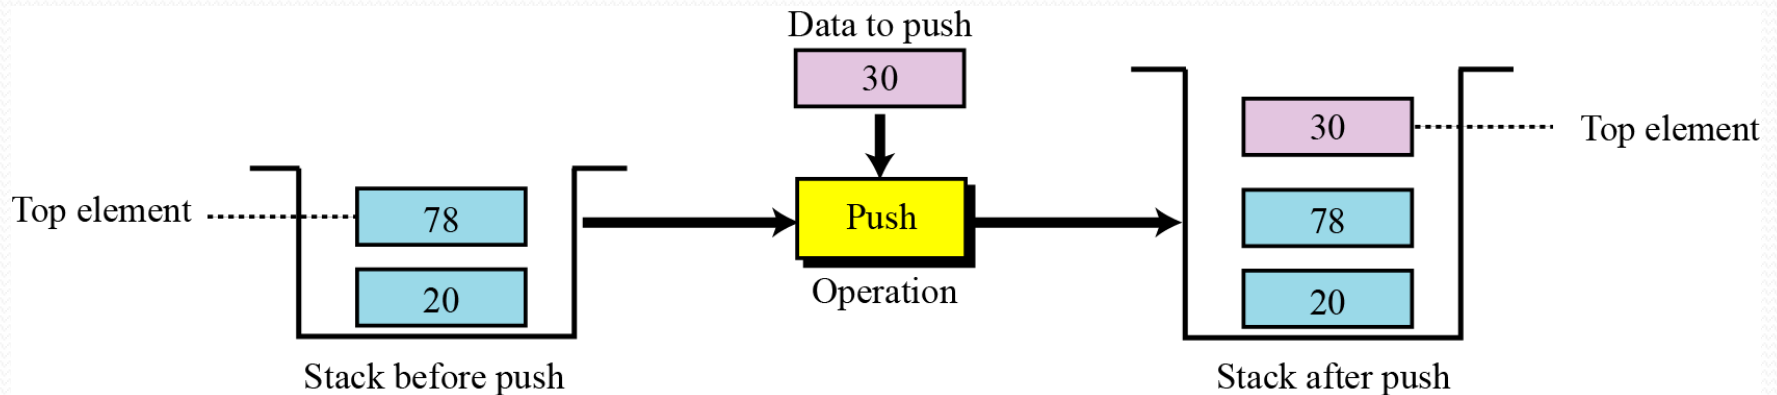 Data to push
30
Top element
78
20
Stack before push
Push
Operation
30
Top element
78
20
Stack after push